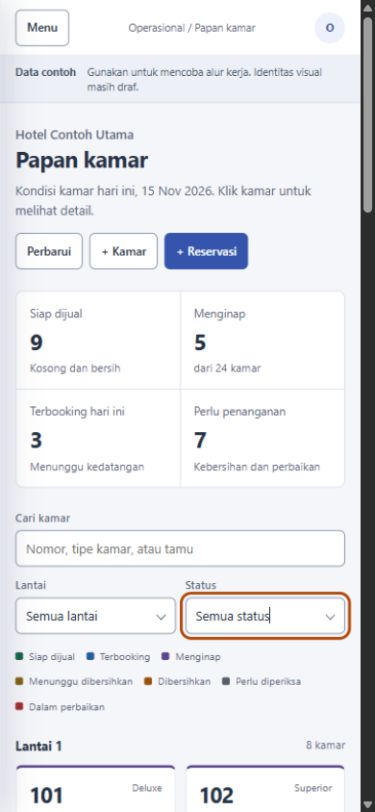 Menu
Operasional / Papan kamar
O
Data contoh
Gunakan untuk mencoba alur kerja. Identitas visual
masih draf.
Hotel Contoh Utama
Papan kamar
Kondisi kamar hari ini, 15 Nov 2026. Klik kamar untuk
melihat detail.
Perbarui
+ Kamar
+ Reservasi
Siap dijual
9
Kosong dan bersih
Menginap
5
dari 24 kamar
Terbooking hari ini
3
Menunggu kedatangan
Perlu penanganan
7
Kebersihan dan perbaikan
Cari kamar
Nomor, tipe kamar, atau tamu
Lantai
Semua lantai
Status
Semua status
Siap dijual
Terbooking
Menginap
Menunggu dibersihkan
Dibersihkan
Perlu diperiksa
Dalam perbaikan
Lantai 1
8 kamar
101
Deluxe
102
Superior